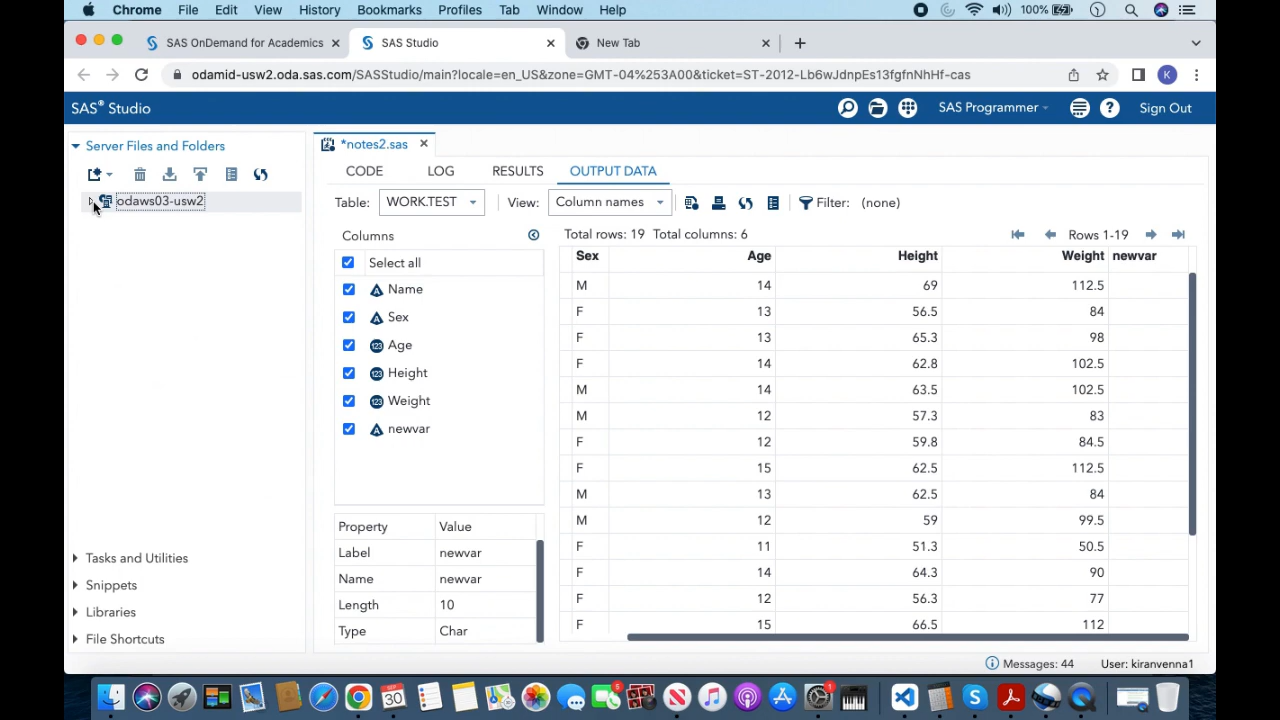 Chrome File Edit View History Bookmarks Profiles Tab Window Help 100%
SAS OnDemand for Academics SAS Studio New Tab
odamid-usw2.oda.sas.com/SASStudio/main?locale=en_US&zone=GMT-04%253A00&ticket=ST-2012-Lb6wJdnpEs13fgfnNhHf-cas K
SAS® Studio SAS Programmer Sign Out
Server Files and Folders *notes2.sas
CODE LOG RESULTS OUTPUT DATA
odaws03-usw2 Table: WORK.TEST View: Column names Filter: (none)
Columns Total rows: 19 Total columns: 6 Rows 1-19
Select all Sex Age Height Weight newvar
Name M 14 69 112.5
Sex F 13 56.5 84
Age F 13 65.3 98
Height F 14 62.8 102.5
Weight M 14 63.5 102.5
newvar M 12 57.3 83
F 12 59.8 84.5
F 15 62.5 112.5
M 13 62.5 84
Property Value M 12 59 99.5
Label newvar F 11 51.3 50.5
Name newvar F 14 64.3 90
Length 10 F 12 56.3 77
Type Char F 15 66.5 112
Tasks and Utilities
Snippets
Libraries
File Shortcuts
Messages: 44 User: kiranvenna1
SEP 30 5 1